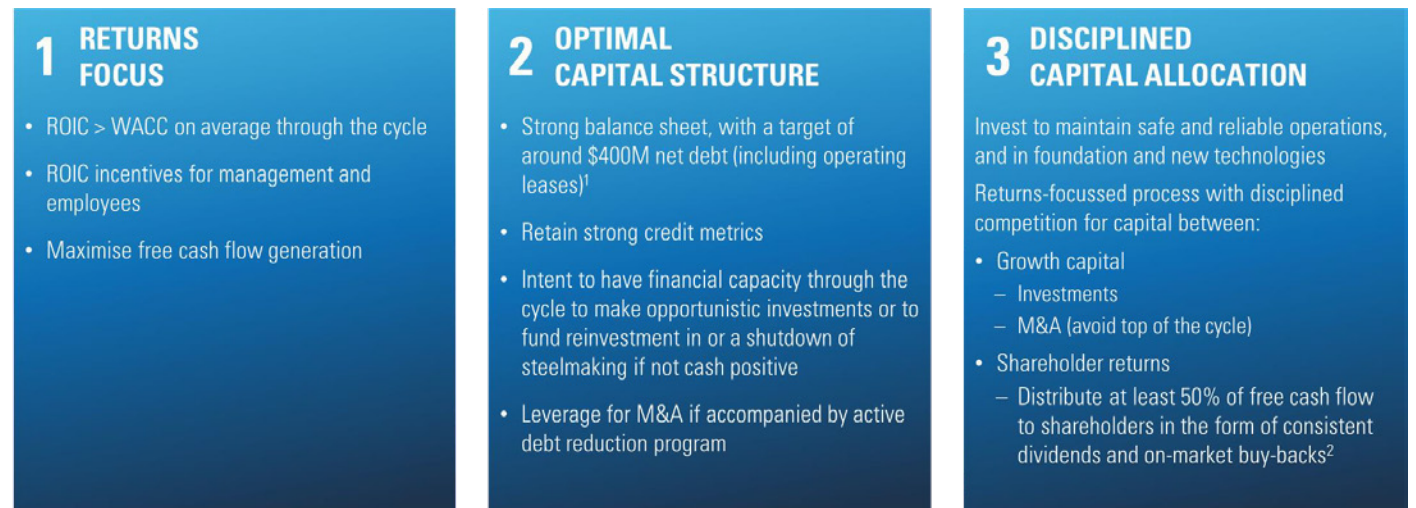 1 RETURNS
FOCUS
• ROIC > WACC on average through the cycle
• ROIC incentives for management and
employees
• Maximise free cash flow generation
2 OPTIMAL
CAPITAL STRUCTURE
• Strong balance sheet, with a target of
around $400M net debt (including operating
leases)¹
• Retain strong credit metrics
• Intent to have financial capacity through the
cycle to make opportunistic investments or to
fund reinvestment in or a shutdown of
steelmaking if not cash positive
• Leverage for M&A if accompanied by active
debt reduction program
3 DISCIPLINED
CAPITAL ALLOCATION
Invest to maintain safe and reliable operations,
and in foundation and new technologies
Returns-focussed process with disciplined
competition for capital between:
• Growth capital
– Investments
– M&A (avoid top of the cycle)
• Shareholder returns
– Distribute at least 50% of free cash flow
to shareholders in the form of consistent
dividends and on-market buy-backs²